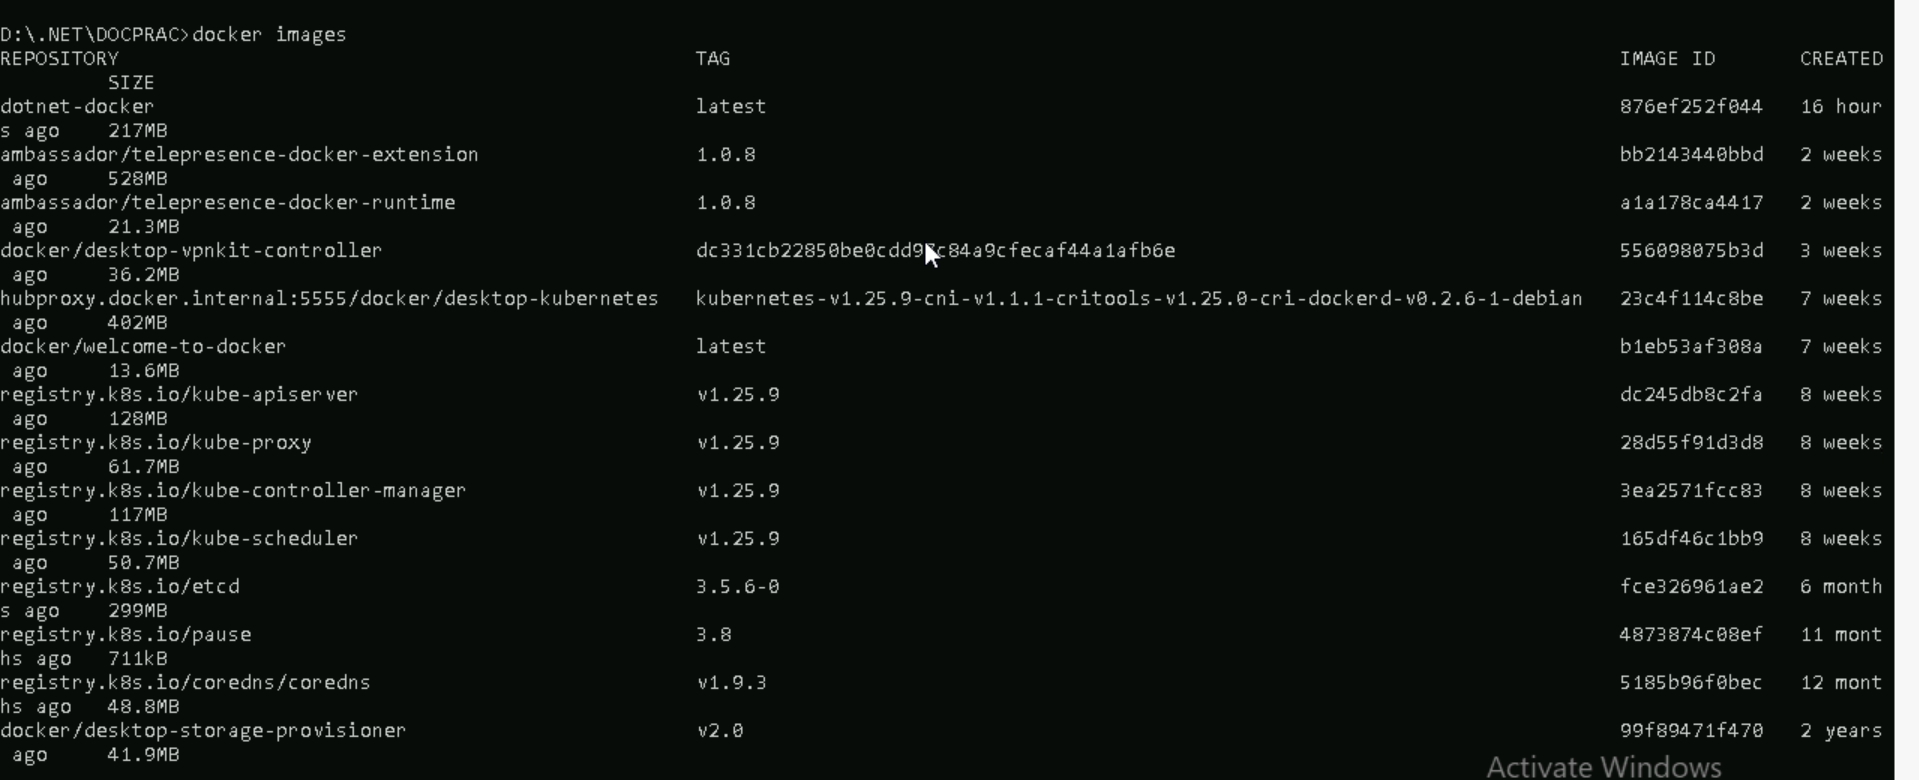 D:\.NET\DOCPRAC>docker images
REPOSITORY TAG IMAGE ID CREATED
SIZE
dotnet-docker latest 876ef252f044 16 hour
s ago 217MB
ambassador/telepresence-docker-extension 1.0.8 bb2143440bbd 2 weeks
ago 528MB
ambassador/telepresence-docker-runtime 1.0.8 a1a178ca4417 2 weeks
ago 21.3MB
docker/desktop-vpnkit-controller 556098075b3d 3 weeks
ago 36.2MB
hubproxy.docker.internal:5555/docker/desktop-kubernetes kubernetes-v1.25.9-cni-v1.1.1-critools-v1.25.0-cri-dockerd-v0.2.6-1-debian 23c4f114c8be 7 weeks
ago 402MB
docker/welcome-to-docker latest b1eb53af308a 7 weeks
ago 13.6MB
registry.k8s.io/kube-apiserver v1.25.9 dc245db8c2fa 8 weeks
ago 128MB
registry.k8s.io/kube-proxy v1.25.9 28d55f91d3d8 8 weeks
ago 61.7MB
registry.k8s.io/kube-controller-manager v1.25.9 3ea2571fcc83 8 weeks
ago 117MB
registry.k8s.io/kube-scheduler v1.25.9 165df46c1bb9 8 weeks
ago 50.7MB
registry.k8s.io/etcd 3.5.6-0 fce326961ae2 6 month
s ago 299MB
registry.k8s.io/pause 3.8 4873874c08ef 11 mont
hs ago 711kB
registry.k8s.io/coredns/coredns v1.9.3 5185b96f0bec 12 mont
hs ago 48.8MB
docker/desktop-storage-provisioner v2.0 99f89471f470 2 years
ago 41.9MB
Activate Windows